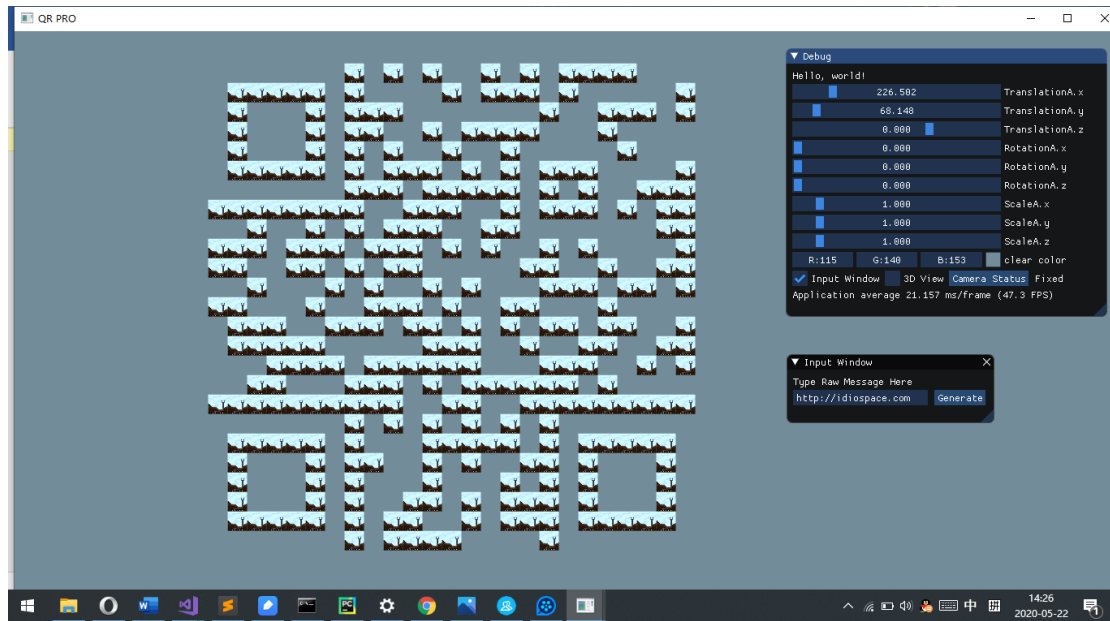 QR PRO
Debug
Hello, world!
226.502 TranslationA.x
68.148 TranslationA.y
0.000 TranslationA.z
0.000 RotationA.x
0.000 RotationA.y
0.000 RotationA.z
1.000 ScaleA.x
1.000 ScaleA.y
1.000 ScaleA.z
R:115 G:140 B:153 clear color
Input Window 3D View Camera Status Fixed
Application average 21.157 ms/frame (47.3 FPS)
Input Window
Type Raw Message Here
http://idiospace.com Generate
中
14:26
2020-05-22